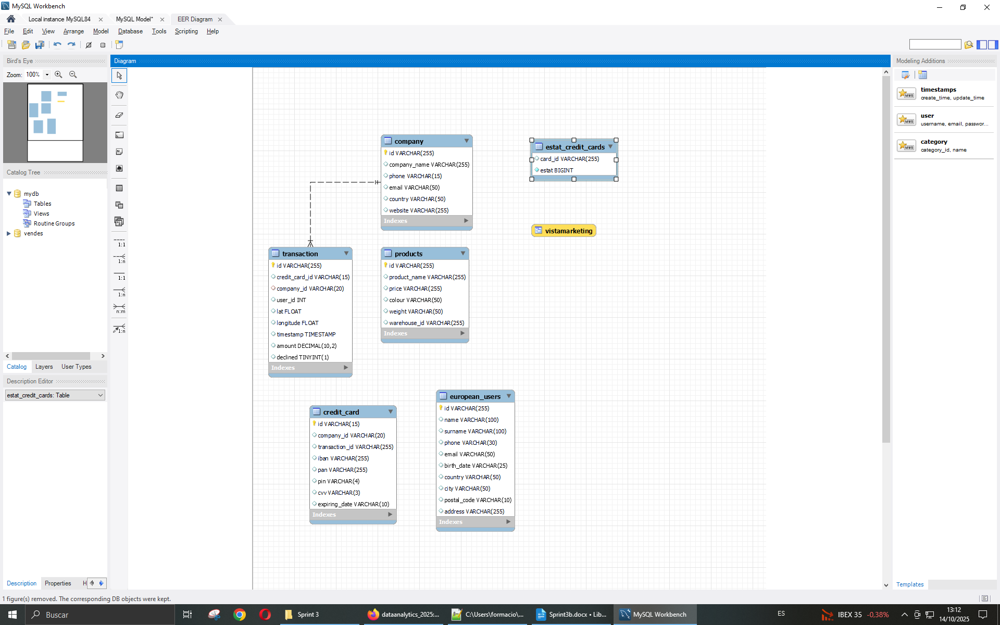 MySQL Workbench
Local instance MySQL84
MySQL Model*
EER Diagram
File Edit View Arrange Model Database Tools Scripting Help
Bird's Eye
Zoom: 100%
Catalog Tree
mydb
Tables
Views
Routine Groups
vendes
Catalog Layers User Types
Description Editor
estat_credit_cards: Table
Description Properties H
Diagram
1:1
1:n
1:1
1:n
n:m
1:n
company
id VARCHAR(255)
company_name VARCHAR(255)
phone VARCHAR(15)
email VARCHAR(50)
country VARCHAR(50)
website VARCHAR(255)
Indexes
estat_credit_cards
card_id VARCHAR(255)
estat BIGINT
vistamarketing
transaction
id VARCHAR(255)
credit_card_id VARCHAR(15)
company_id VARCHAR(20)
user_id INT
lat FLOAT
longitude FLOAT
timestamp TIMESTAMP
amount DECIMAL(10,2)
declined TINYINT(1)
Indexes
products
id VARCHAR(255)
product_name VARCHAR(255)
price VARCHAR(255)
colour VARCHAR(50)
weight VARCHAR(50)
warehouse_id VARCHAR(255)
Indexes
credit_card
id VARCHAR(15)
company_id VARCHAR(20)
transaction_id VARCHAR(255)
iban VARCHAR(255)
pan VARCHAR(255)
pin VARCHAR(4)
cvv VARCHAR(3)
expiring_date VARCHAR(10)
Indexes
european_users
id VARCHAR(255)
name VARCHAR(100)
surname VARCHAR(100)
phone VARCHAR(30)
email VARCHAR(50)
birth_date VARCHAR(25)
country VARCHAR(50)
city VARCHAR(50)
postal_code VARCHAR(10)
address VARCHAR(255)
Indexes
Modeling Additions
MWB
timestamps
create_time, update_time
MWB
user
username, email, passwor...
MWB
category
category_id, name
Templates
1 figure(s) removed. The corresponding DB objects were kept.
Buscar
Sprint 3
dataanalytics_2025:...
C:\Users\formacio\...
Sprint3b.docx • Lib...
MySQL Workbench
ES
IBEX 35 -0,38%
13:12
14/10/2025